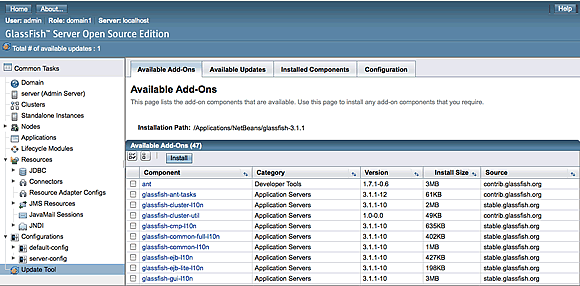 Home About... Help
User: admin Role: domain1 Server: localhost
GlassFish™ Server Open Source Edition
Total # of available updates : 1
Common Tasks
Domain
server (Admin Server)
Clusters
Standalone Instances
Nodes
Applications
Lifecycle Modules
Resources
JDBC
Connectors
Resource Adapter Configs
JMS Resources
JavaMail Sessions
JNDI
Configurations
default-config
server-config
Update Tool
Available Add-Ons Available Updates Installed Components Configuration
Available Add-Ons
This page lists the add-on components that are available. Use this page to install any add-on components that you require.
Installation Path: /Applications/NetBeans/glassfish-3.1.1
Available Add-Ons (47)
Install
Component Category Version Install Size Source
ant Developer Tools 1.7.1-0.6 3MB contrib.glassfish.org
glassfish-ant-tasks Application Servers 3.1.1-12 61KB contrib.glassfish.org
glassfish-cluster-l10n Application Servers 3.1.1-10 2MB stable.glassfish.org
glassfish-cluster-util Application Servers 1.0-0.0 49KB stable.glassfish.org
glassfish-cmp-l10n Application Servers 3.1.1-10 635KB stable.glassfish.org
glassfish-common-full-l10n Application Servers 3.1.1-10 402KB stable.glassfish.org
glassfish-common-l10n Application Servers 3.1.1-10 1MB stable.glassfish.org
glassfish-ejb-l10n Application Servers 3.1.1-10 427KB stable.glassfish.org
glassfish-ejb-lite-l10n Application Servers 3.1.1-10 198KB stable.glassfish.org
glassfish-gui-l10n Application Servers 3.1.1-10 3MB stable.glassfish.org